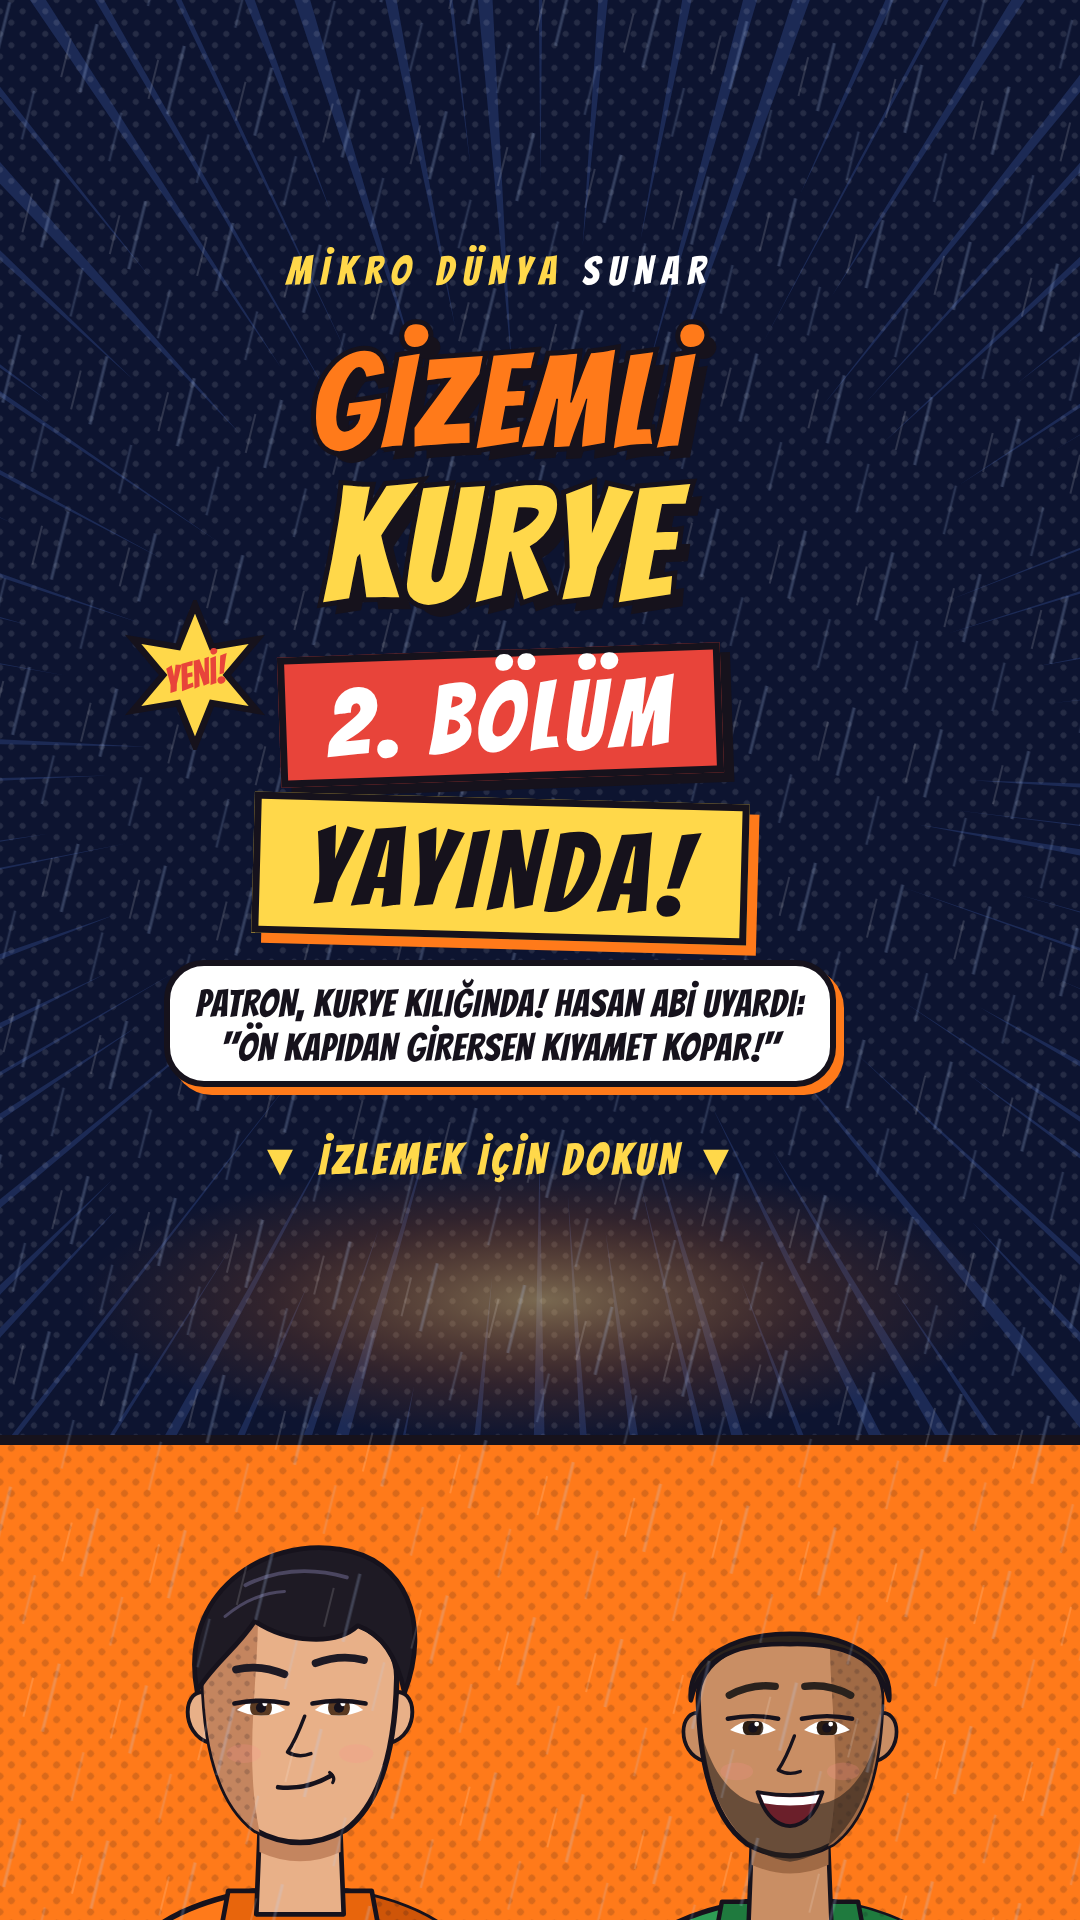 MİKRO DÜNYA SUNAR
GİZEMLİ
KURYE
YENİ!
2. BÖLÜM
YAYINDA!
PATRON, KURYE KILIĞINDA! HASAN ABİ UYARDI:
"ÖN KAPIDAN GİRERSEN KIYAMET KOPAR!"
▼ İZLEMEK İÇİN DOKUN ▼